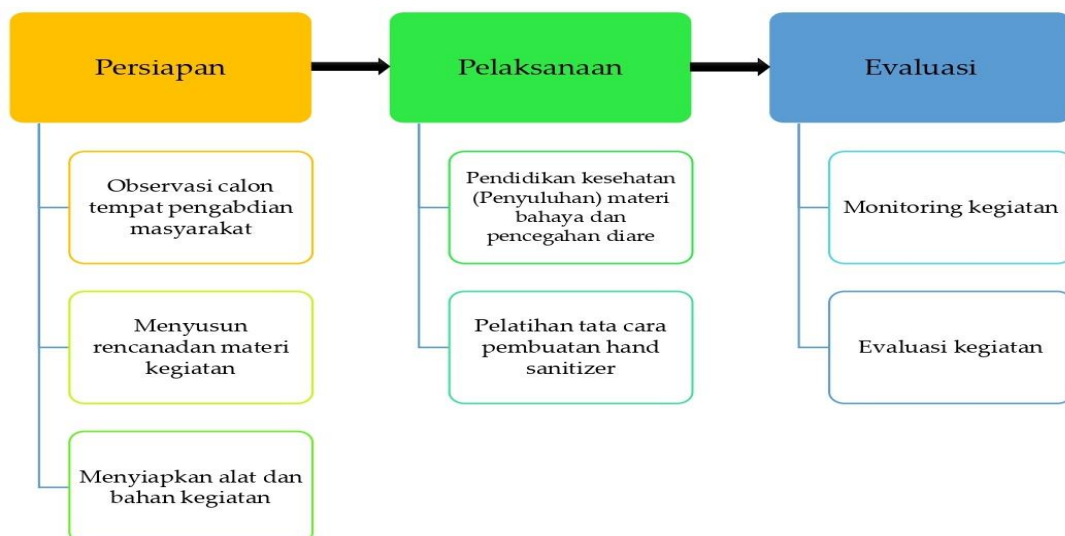 Persiapan
Observasi calon
tempat pengabdian
masyarakat
Menyusun
rencanadan materi
kegiatan
Menyiapkan alat dan
bahan kegiatan
Pelaksanaan
Pendidikan kesehatan
(Penyuluhan) materi
bahaya dan
pencegahan diare
Pelatihan tata cara
pembuatan hand
sanitizer
Evaluasi
Monitoring kegiatan
Evaluasi kegiatan